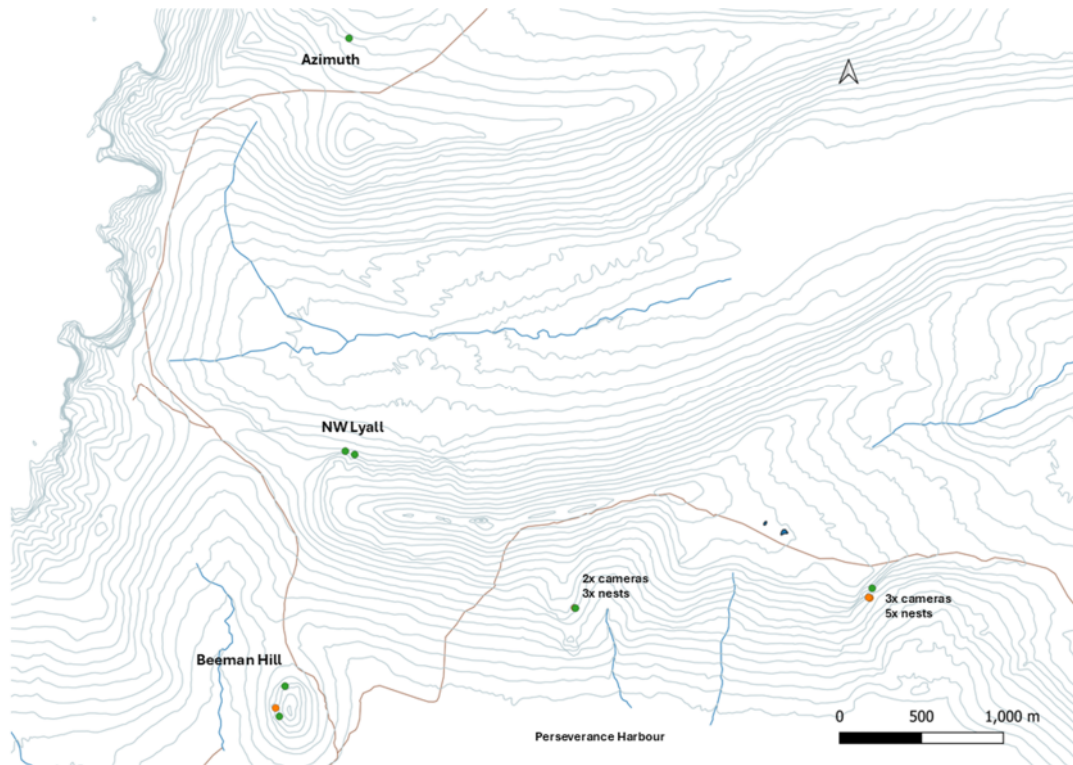 Azimuth
NW Lyall
2x cameras
3x nests
3x cameras
5x nests
Beeman Hill
0 500 1,000 m
Perseverance Harbour